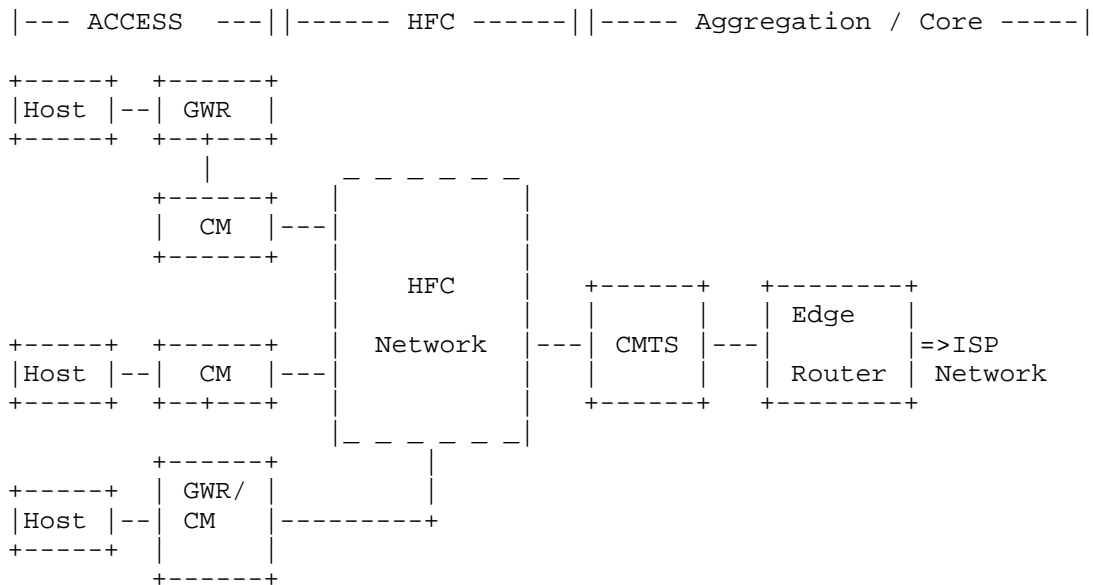 |--- ACCESS ---||------ HFC ------||----- Aggregation / Core -----|
Host GWR
CM
HFC
Edge
Network CMTS =>ISP
Host CM Router Network
GWR/
Host CM